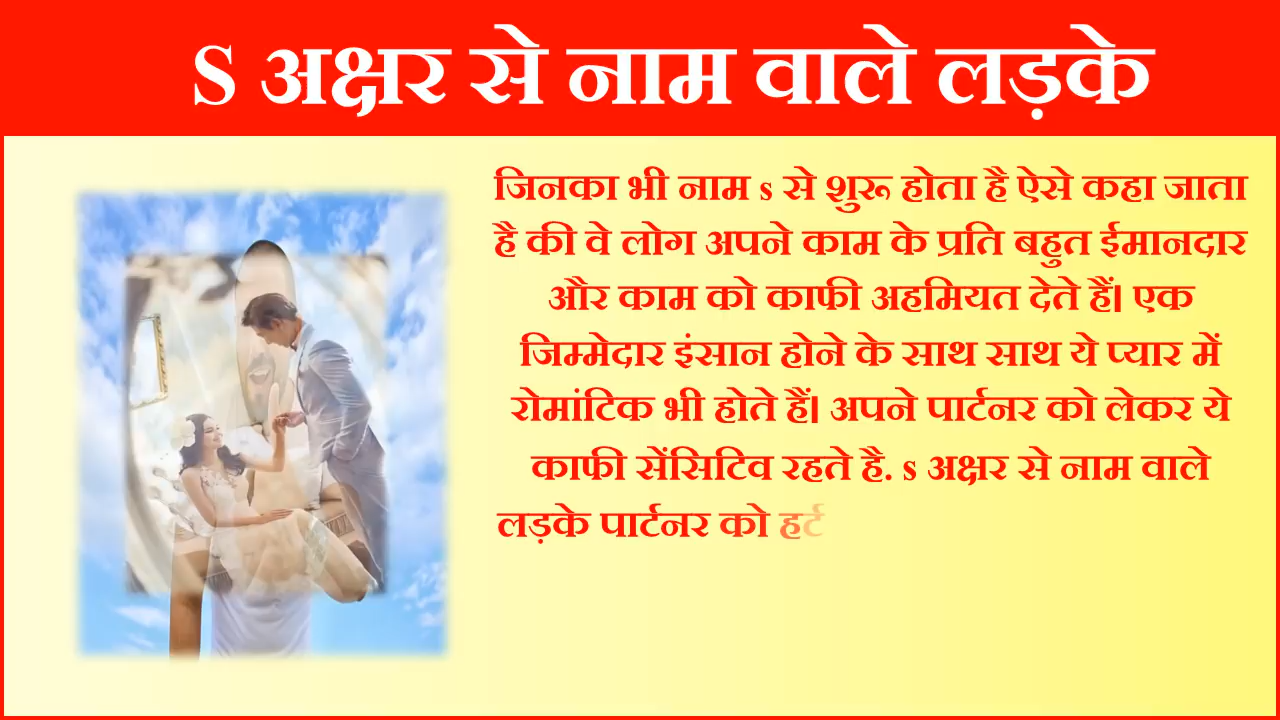 S अक्षर से नाम वाले लड़के
जिनका भी नाम s से शुरू होता है ऐसे कहा जाता
है की वे लोग अपने काम के प्रति बहुत ईमानदार
और काम को काफी अहमियत देते हैं। एक
जिम्मेदार इंसान होने के साथ साथ ये प्यार में
रोमांटिक भी होते हैं। अपने पार्टनर को लेकर ये
काफी सेंसिटिव रहते है. s अक्षर से नाम वाले
लड़के पार्टनर को हर्ट